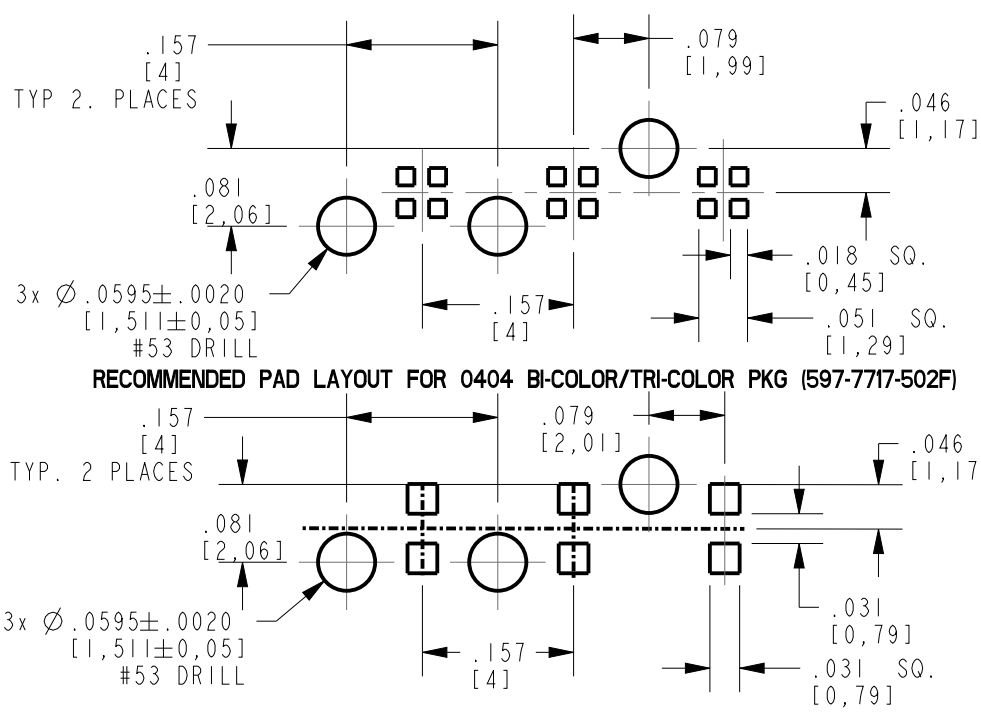 .157
[4]
TYP 2. PLACES
.079
[1,99]
.046
[1,17]
.081
[2,06]
.018 SQ.
[0,45]
3x Ø .0595±.0020
[1,511±0,05]
#53 DRILL
.157
[4]
.051 SQ.
[1,29]
RECOMMENDED PAD LAYOUT FOR 0404 BI-COLOR/TRI-COLOR PKG (597-7717-502F)
.157
[4]
TYP. 2 PLACES
.079
[2,01]
.046
[1,17
.081
[2,06]
.031
[0,79]
3x Ø .0595±.0020
[1,511±0,05]
#53 DRILL
.157
[4]
.031 SQ.
[0,79]